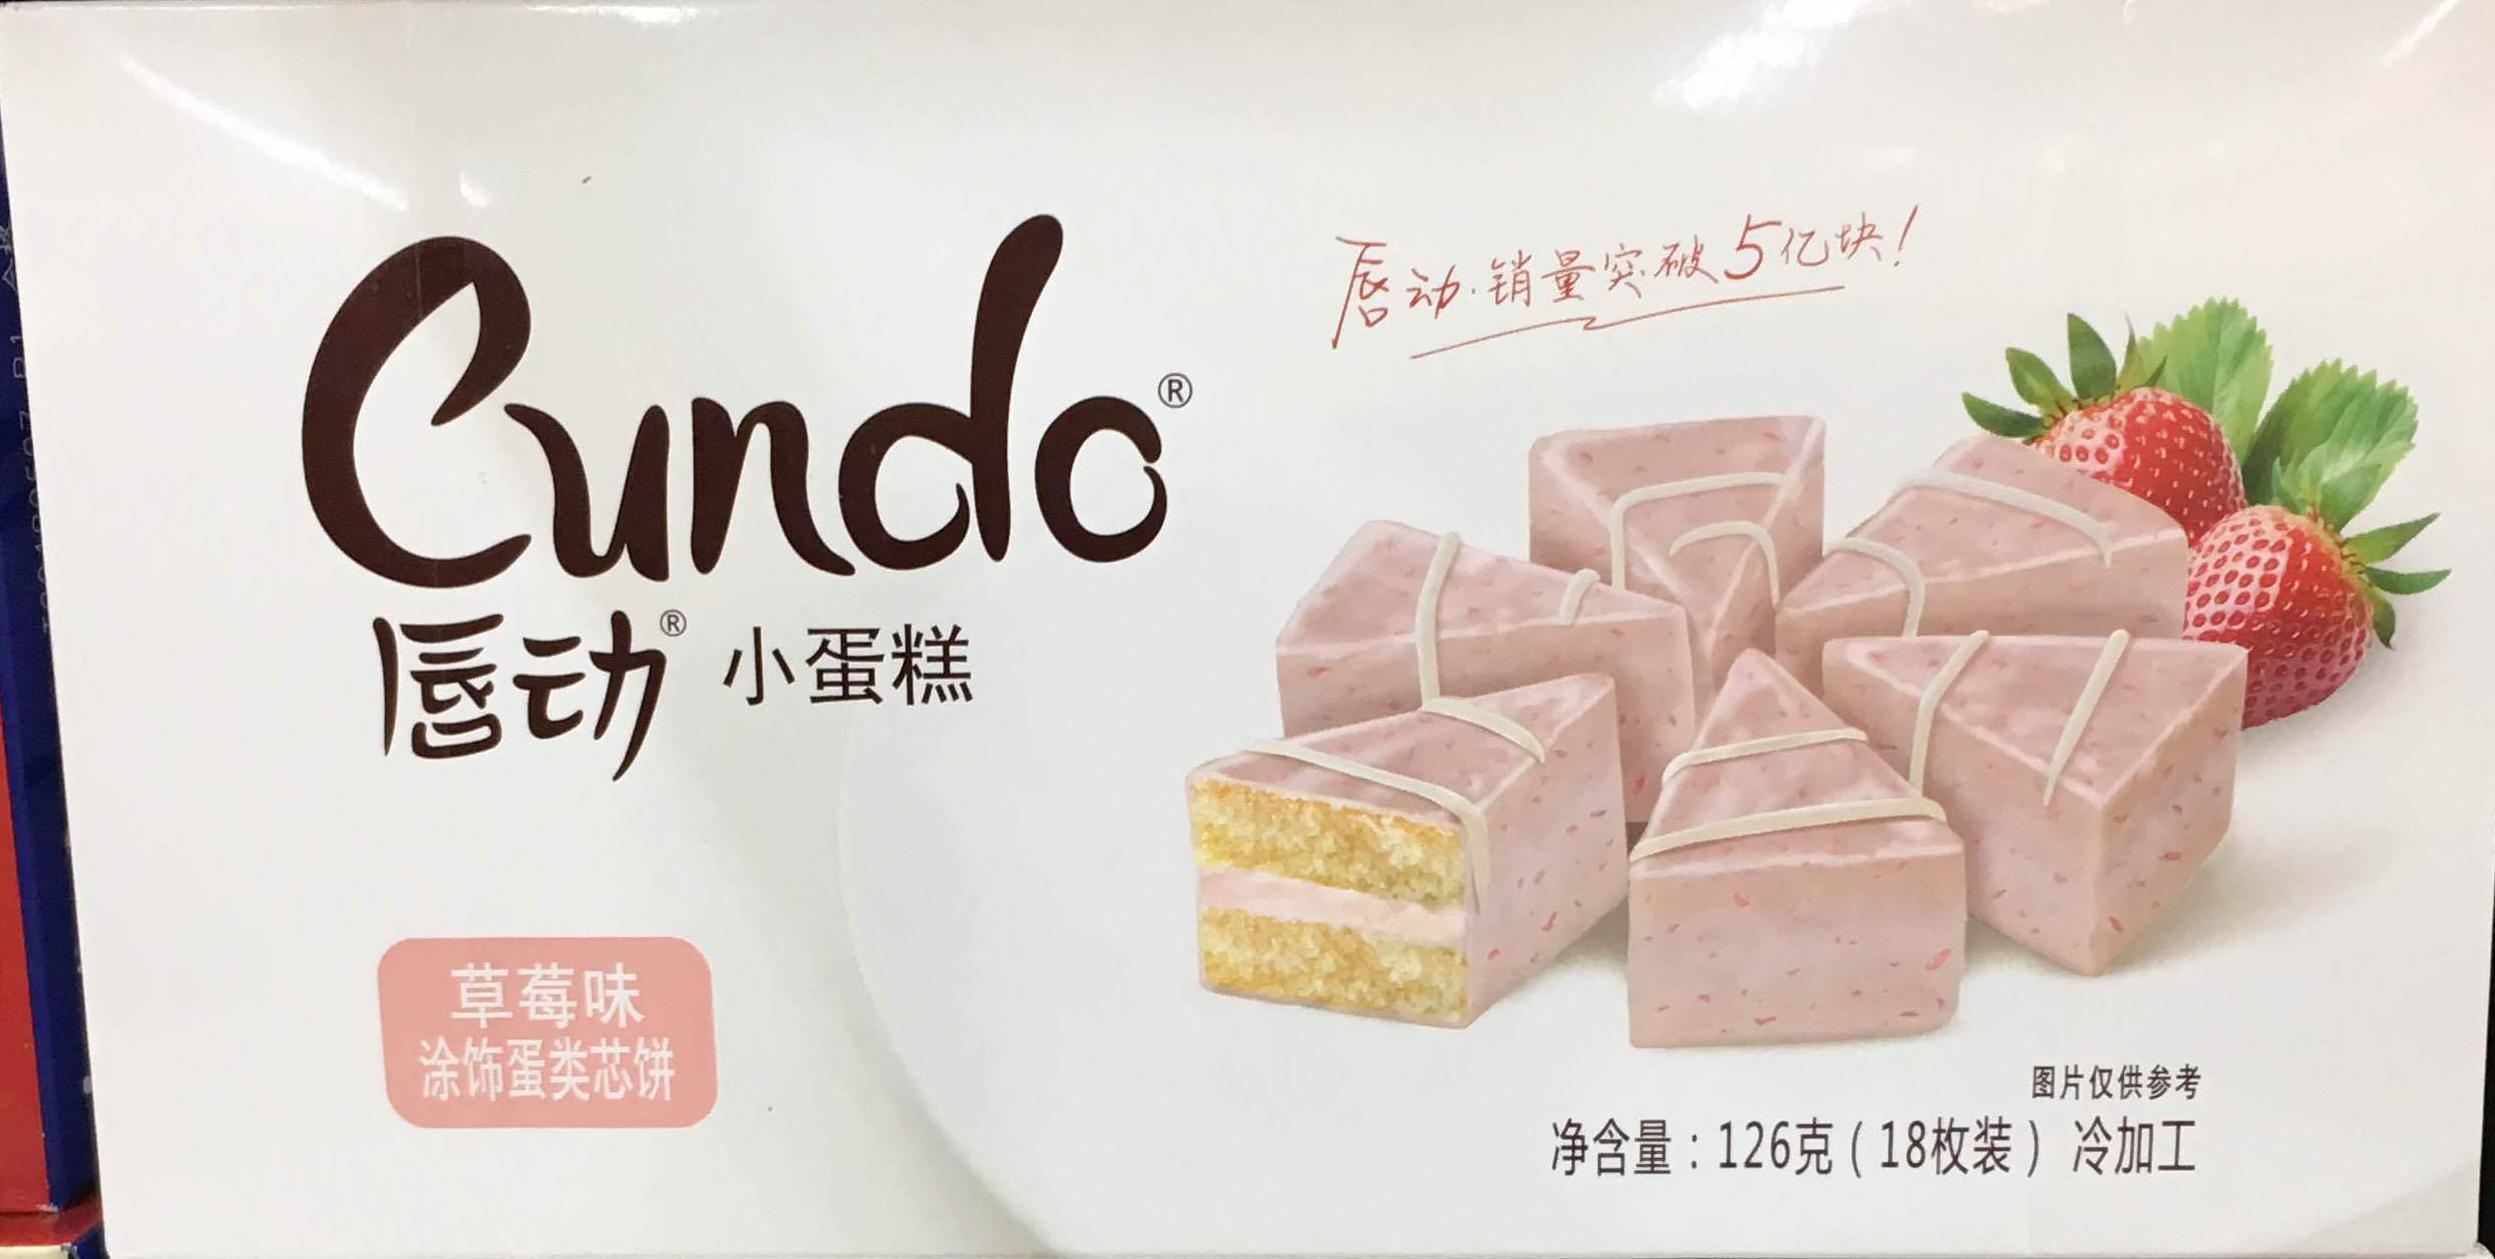 Cundo®
唇动® 小蛋糕
唇动·销量突破5亿块!
草莓味
涂饰蛋类芯饼
图片仅供参考
净含量:126克(18枚装) 冷加工